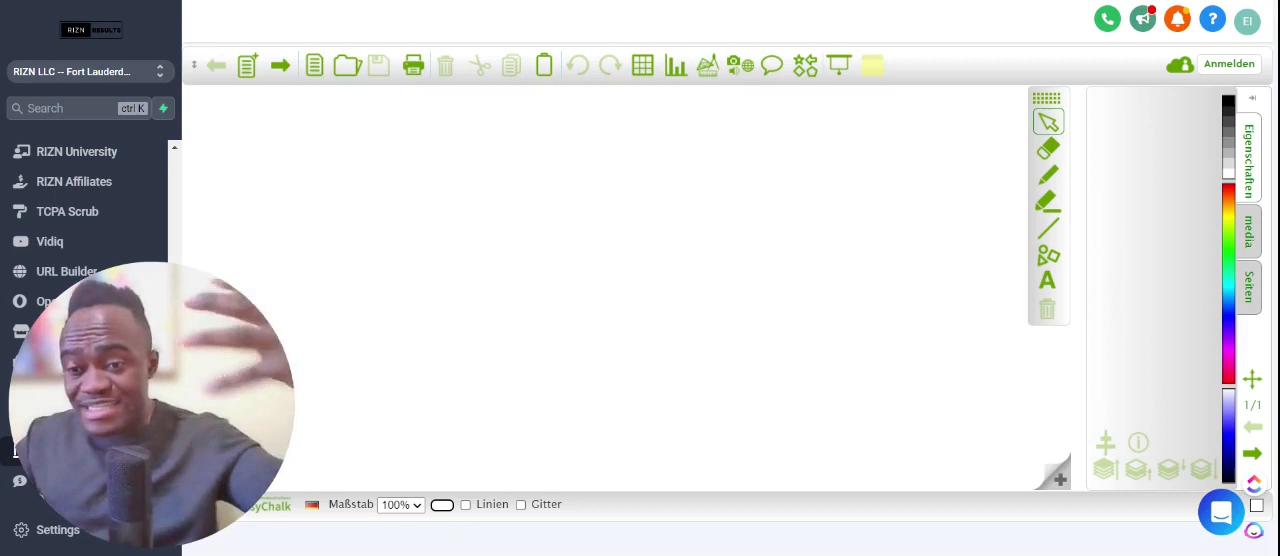 RIZN RESULTS
EI
RIZN LLC -- Fort Lauderd...
Anmelden
Search
ctrl K
RIZN University
RIZN Affiliates
TCPA Scrub
Vidiq
URL Builder
Settings
A
Eigenschaften
media
Seiten
1/1
Maßstab
100%
Linien
Gitter